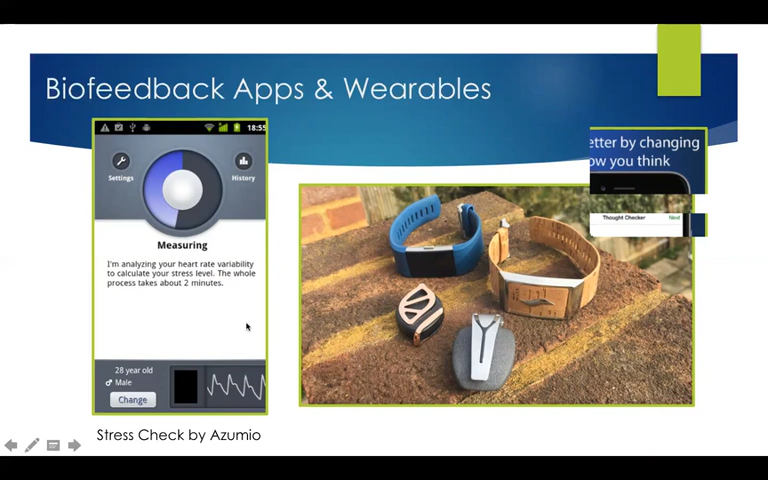 Biofeedback Apps & Wearables
18:55
Settings
History
Measuring
I'm analyzing your heart rate variability
to calculate your stress level. The whole
process takes about 2 minutes.
28 year old
Male
Change
Stress Check by Azumio
etter by changing
ow you think
Thought Checker